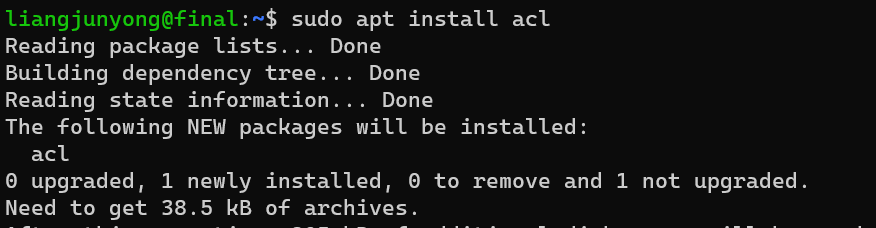 liangjunyong@final:~$ sudo apt install acl
Reading package lists... Done
Building dependency tree... Done
Reading state information... Done
The following NEW packages will be installed:
  acl
0 upgraded, 1 newly installed, 0 to remove and 1 not upgraded.
Need to get 38.5 kB of archives.